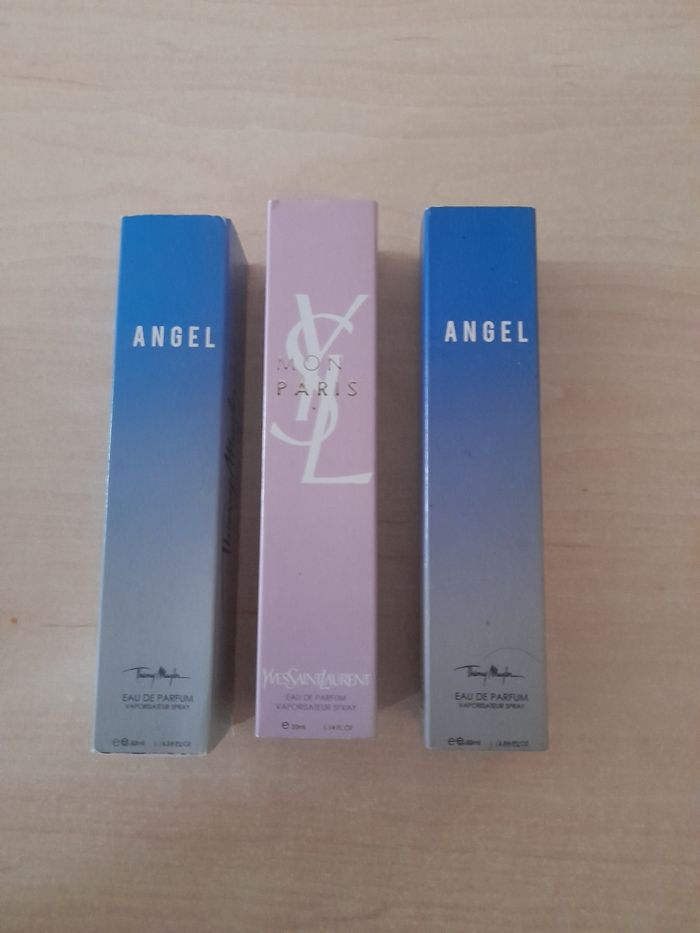 ANGEL
Thierry Mugler
EAU DE PARFUM
VAPORISATEUR SPRAY
YSL
MON
PARIS
YVESSAINTLAURENT
EAU DE PARFUM
VAPORISATEUR SPRAY
ANGEL
Thierry Mugler
EAU DE PARFUM
VAPORISATEUR SPRAY